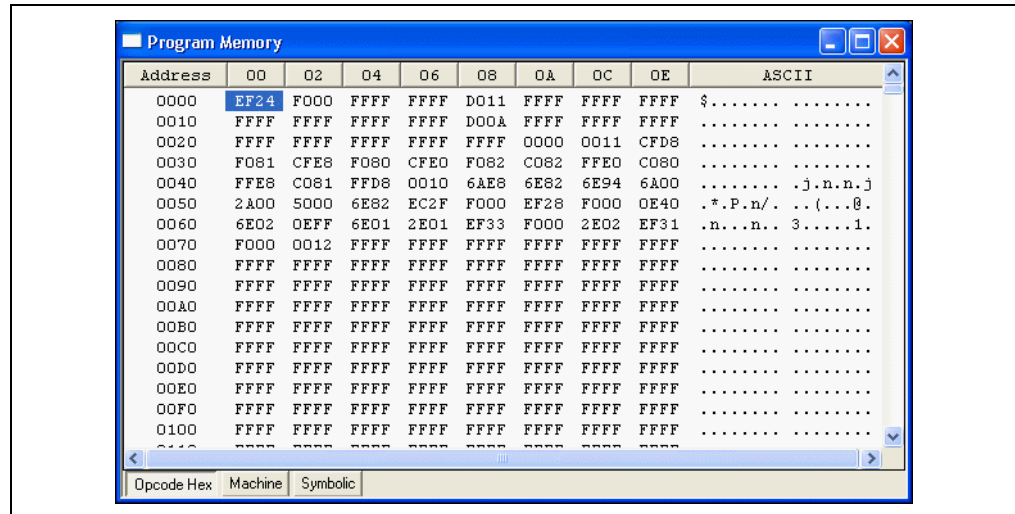 Program Memory
Address 00 02 04 06 08 0A 0C 0E ASCII
0000 EF24 F000 FFFF FFFF D011 FFFF FFFF FFFF $....... ........
0010 FFFF FFFF FFFF FFFF D00A FFFF FFFF FFFF ........ ........
0020 FFFF FFFF FFFF FFFF FFFF 0000 0011 CFD8 ........ ........
0030 F081 CFE8 F080 CFE0 F082 C082 FFE0 C080 ........ ........
0040 FFE8 C081 FFD8 0010 6AE8 6E82 6E94 6A00 ........ .j.n.n.j
0050 2A00 5000 6E82 EC2F F000 EF28 F000 0E40 .*.P.n/. ..(...@.
0060 6E02 0EFF 6E01 2E01 EF33 F000 2E02 EF31 .n...n.. 3.....1.
0070 F000 0012 FFFF FFFF FFFF FFFF FFFF FFFF ........ ........
0080 FFFF FFFF FFFF FFFF FFFF FFFF FFFF FFFF ........ ........
0090 FFFF FFFF FFFF FFFF FFFF FFFF FFFF FFFF ........ ........
00A0 FFFF FFFF FFFF FFFF FFFF FFFF FFFF FFFF ........ ........
00B0 FFFF FFFF FFFF FFFF FFFF FFFF FFFF FFFF ........ ........
00C0 FFFF FFFF FFFF FFFF FFFF FFFF FFFF FFFF ........ ........
00D0 FFFF FFFF FFFF FFFF FFFF FFFF FFFF FFFF ........ ........
00E0 FFFF FFFF FFFF FFFF FFFF FFFF FFFF FFFF ........ ........
00F0 FFFF FFFF FFFF FFFF FFFF FFFF FFFF FFFF ........ ........
0100 FFFF FFFF FFFF FFFF FFFF FFFF FFFF FFFF ........ ........
Opcode Hex Machine Symbolic